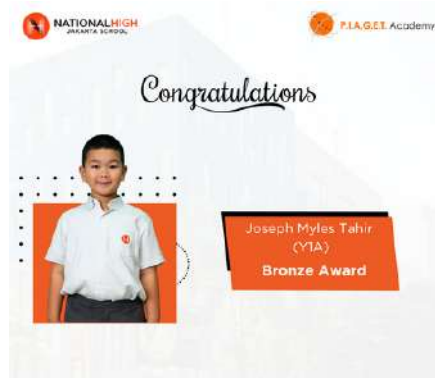 NATIONALHIGH
JAKARTA SCHOOL
P.I.A.G.E.T. Academy
Congratulations
Joseph Myles Tahir
(Y1A)
Bronze Award